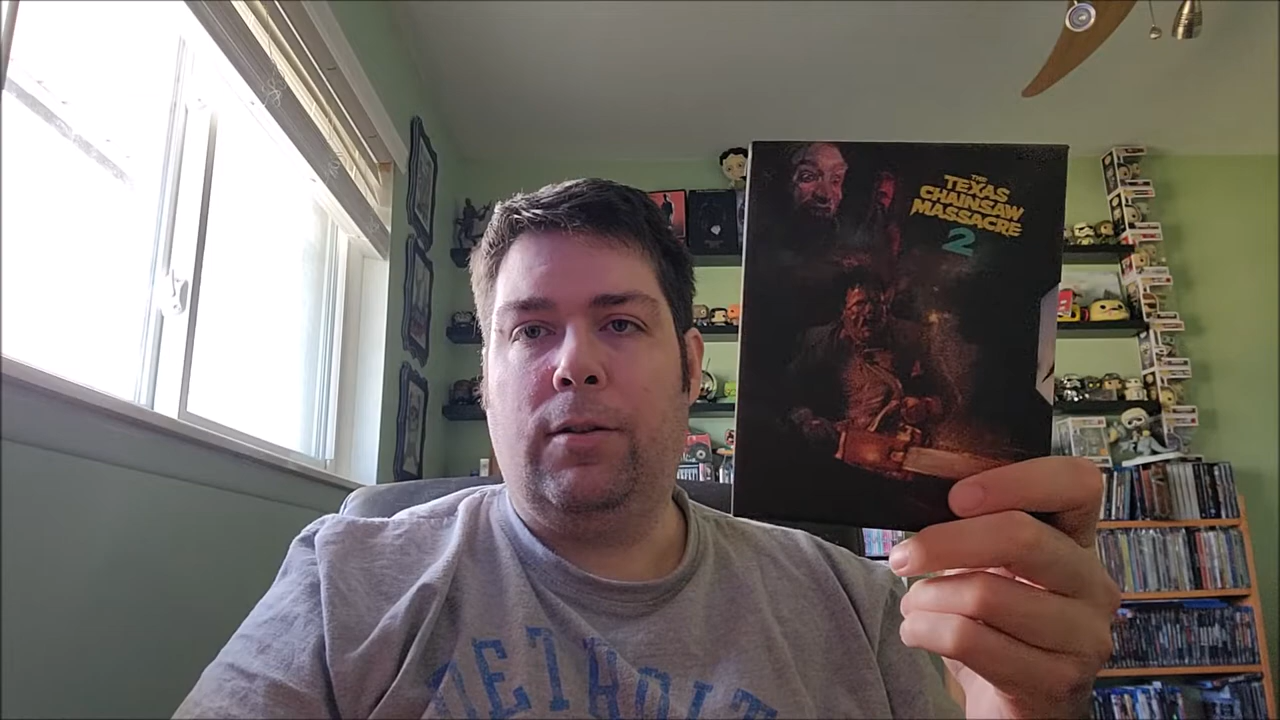 THE
TEXAS
CHAINSAW
MASSACRE
2
DETROIT